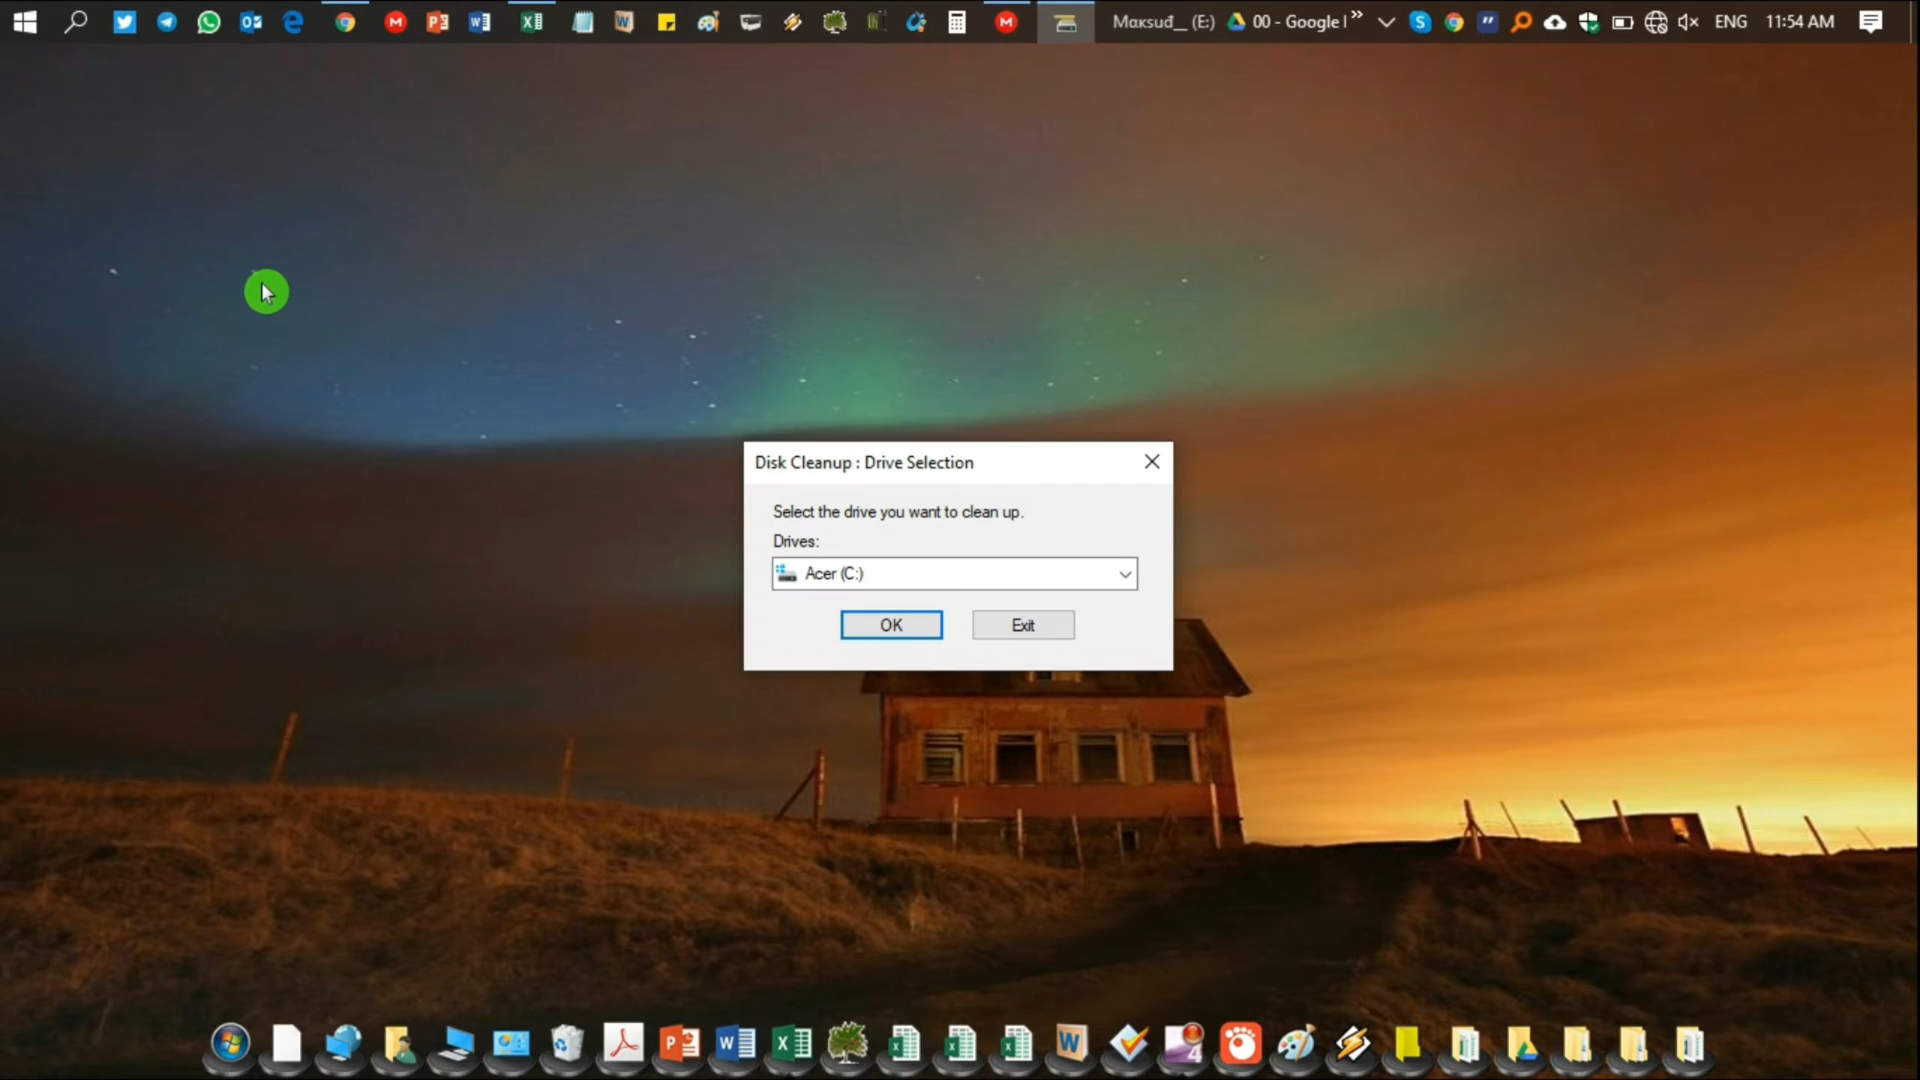 Maĸsuđ__ (E:)
00 - Google
ENG
11:54 AM
Disk Cleanup : Drive Selection
Select the drive you want to clean up.
Drives:
Acer (C:)
OK
Exit